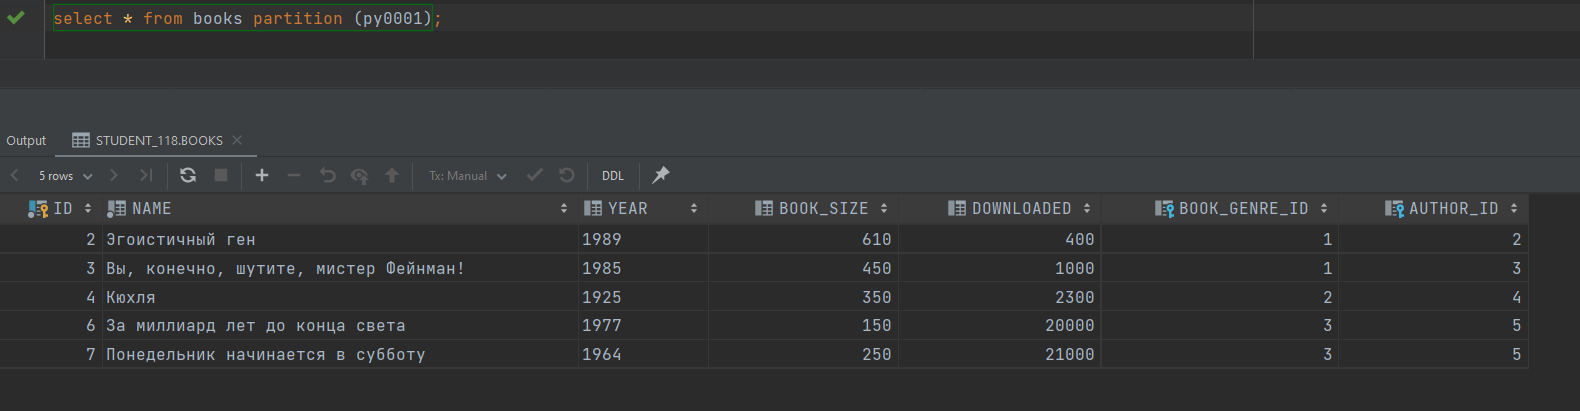 select * from books partition (py0001);
Output STUDENT_118.BOOKS
5 rows Tx: Manual DDL
ID NAME YEAR BOOK_SIZE DOWNLOADED BOOK_GENRE_ID AUTHOR_ID
2 Эгоистичный ген 1989 610 400 1 2
3 Вы, конечно, шутите, мистер Фейнман! 1985 450 1000 1 3
4 Кюхля 1925 350 2300 2 4
6 За миллиард лет до конца света 1977 150 20000 3 5
7 Понедельник начинается в субботу 1964 250 21000 3 5